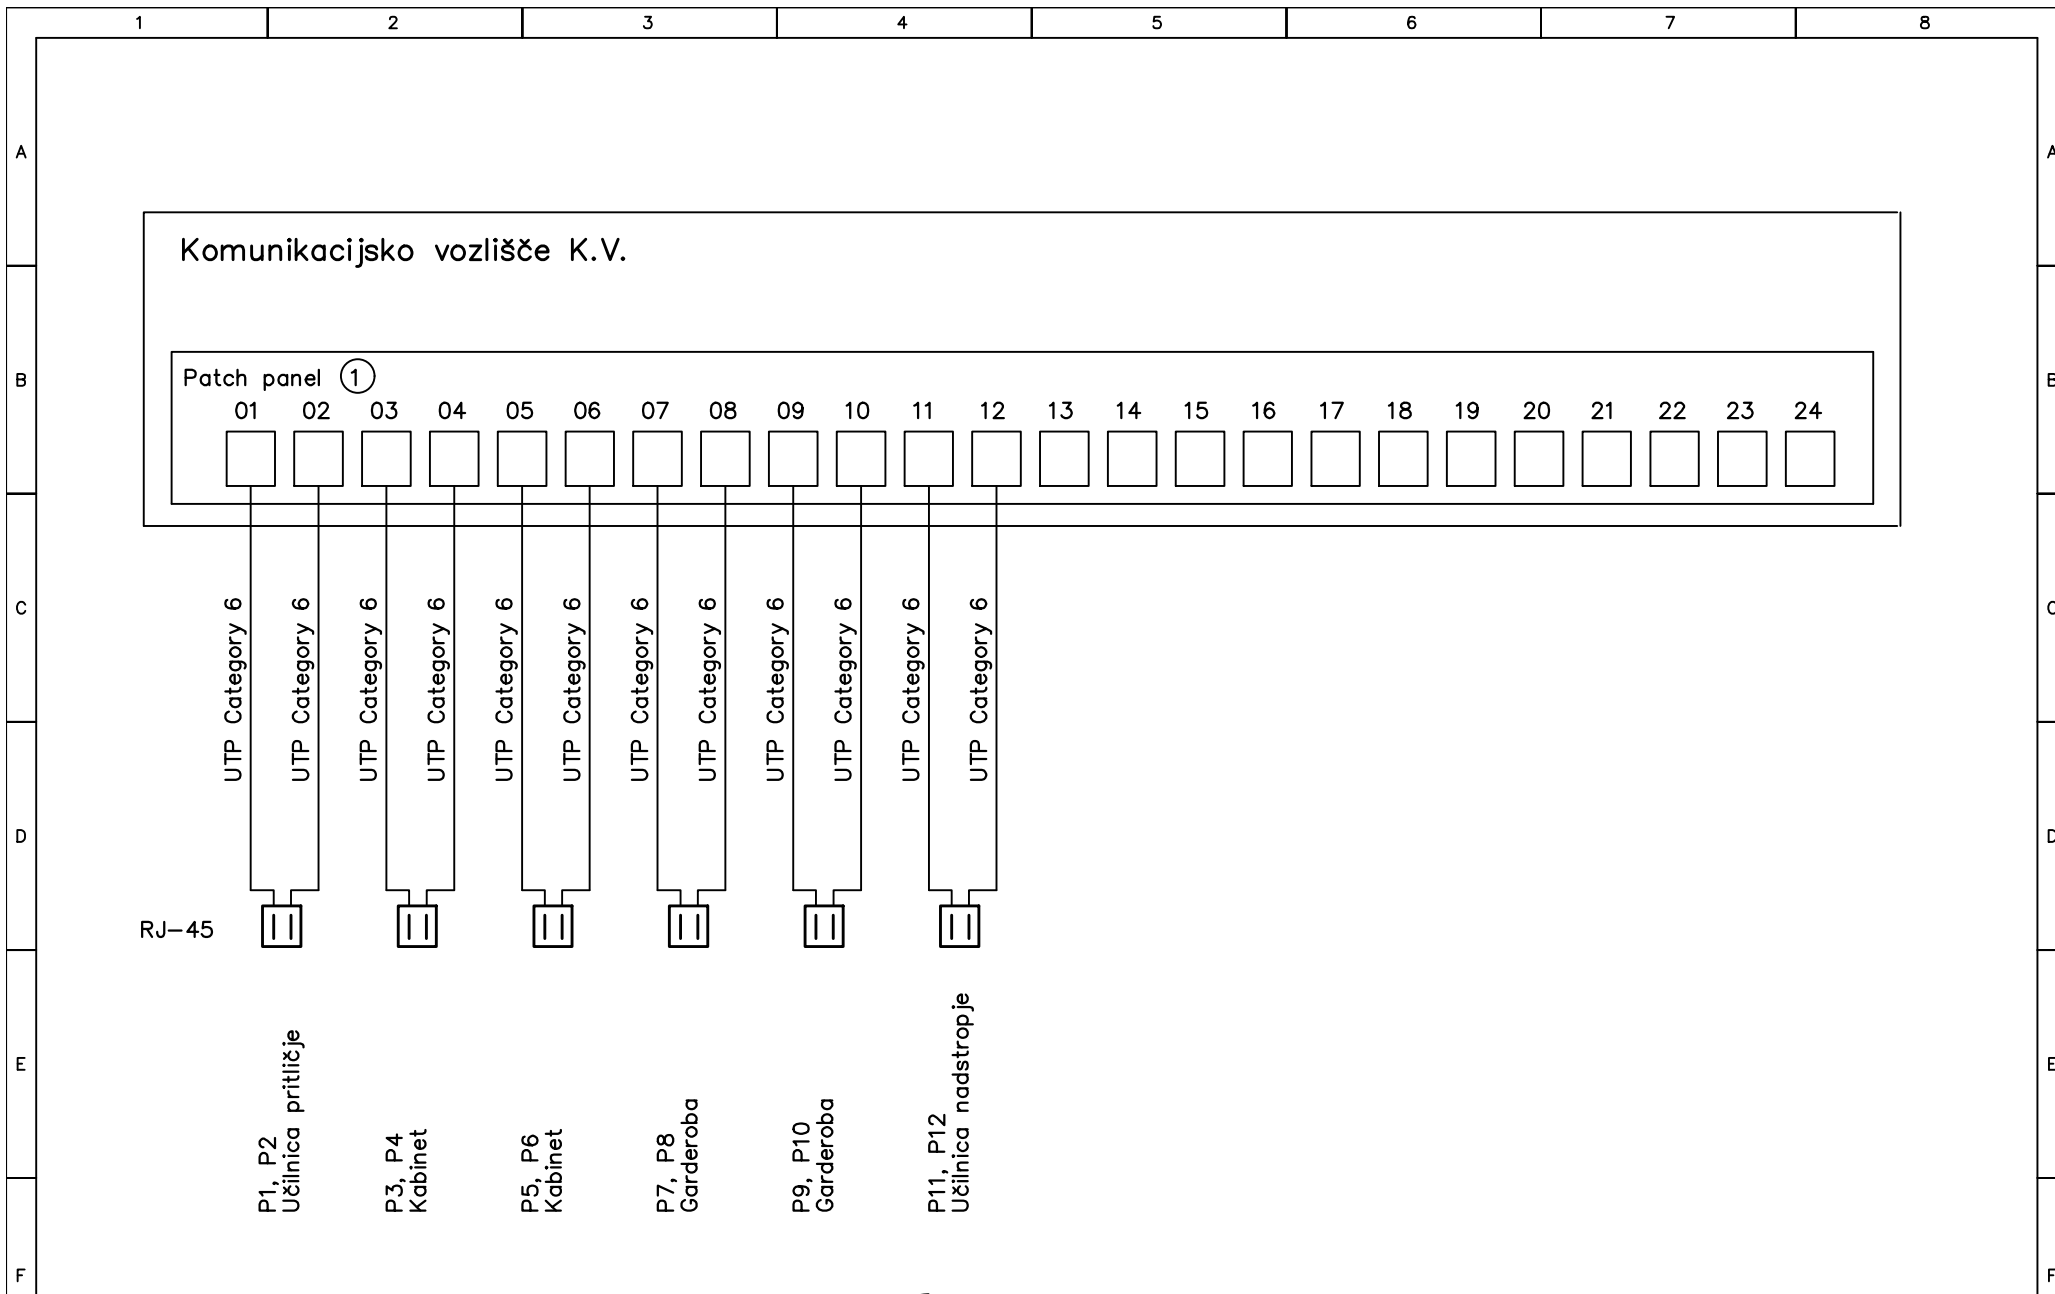 1 2 3 4 5 6 7 8
A A
Komunikacijsko vozlišče K.V.
B B
Patch panel 1
01 02 03 04 05 06 07 08 09 10 11 12 13 14 15 16 17 18 19 20 21 22 23 24
C C
UTP Category 6
UTP Category 6
UTP Category 6
UTP Category 6
UTP Category 6
UTP Category 6
UTP Category 6
UTP Category 6
UTP Category 6
UTP Category 6
UTP Category 6
UTP Category 6
D D
RJ-45
E E
P1, P2
Učilnica pritličje
P3, P4
Kabinet
P5, P6
Kabinet
P7, P8
Garderoba
P9, P10
Garderoba
P11, P12
Učilnica nadstropje
F F